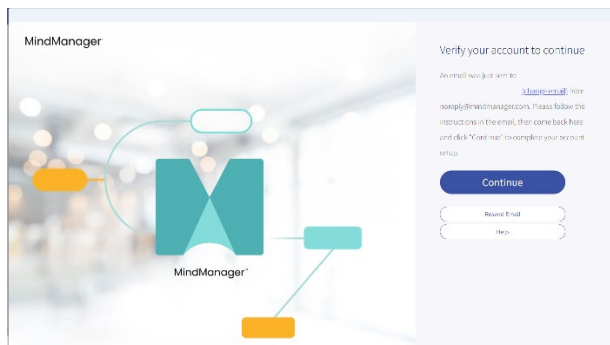 MindManager
Verify your account to continue
An email was just sent to
(change email) from
noreply@mindmanager.com. Please follow the
instructions in the email, then come back here
and click "Continue" to complete your account
setup.
Continue
Resend Email
Help
MindManager™